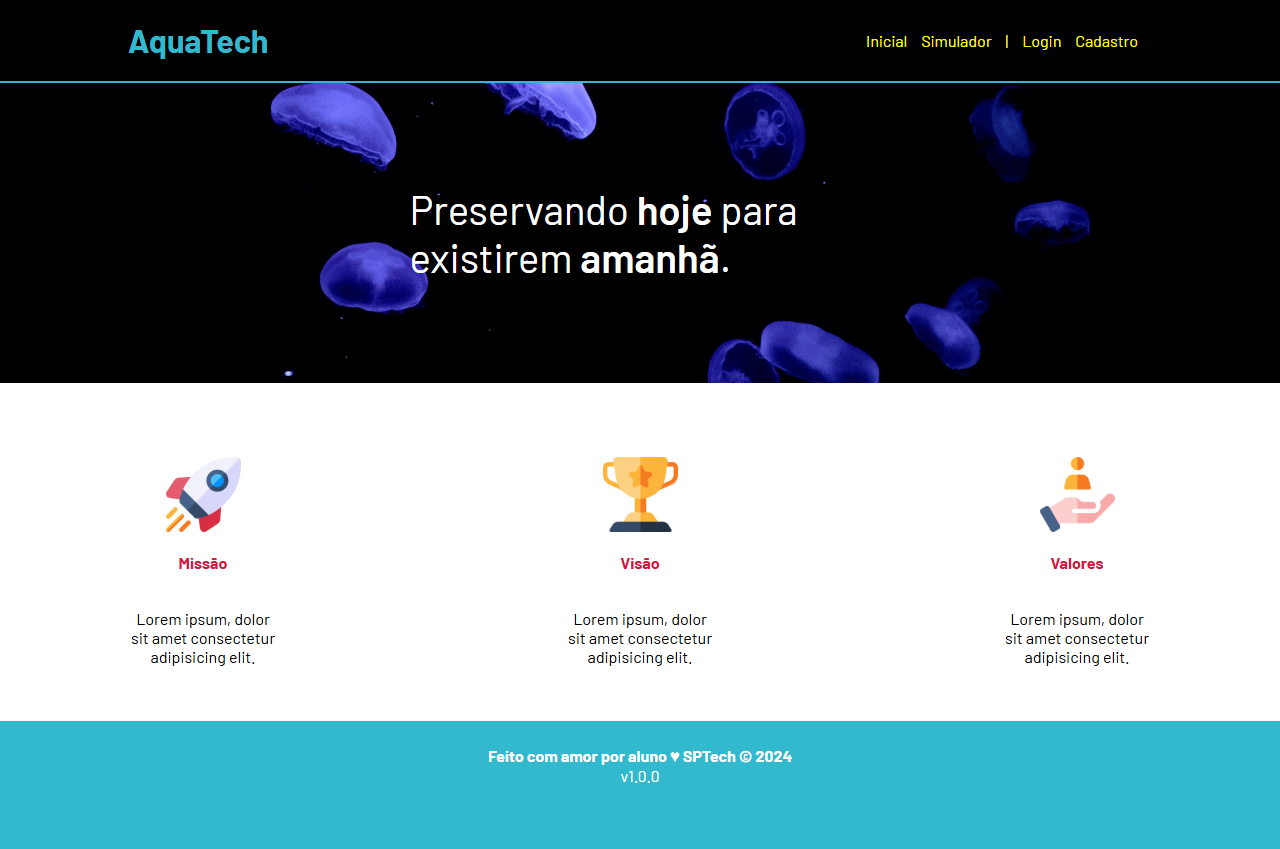 AquaTech
Inicial Simulador | Login Cadastro
Preservando hoje para
existirem amanhã.
Missão
Lorem ipsum, dolor
sit amet consectetur
adipisicing elit.
Visão
Lorem ipsum, dolor
sit amet consectetur
adipisicing elit.
Valores
Lorem ipsum, dolor
sit amet consectetur
adipisicing elit.
Feito com amor por aluno ♥ SPTech © 2024
v1.0.0